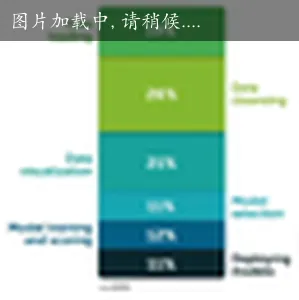 图片加载中,请稍候....
26%
Data
cleansing
21%
Data
visualization
11%
Model
selection
12%
Model training
and scoring
11%
Deploying
models